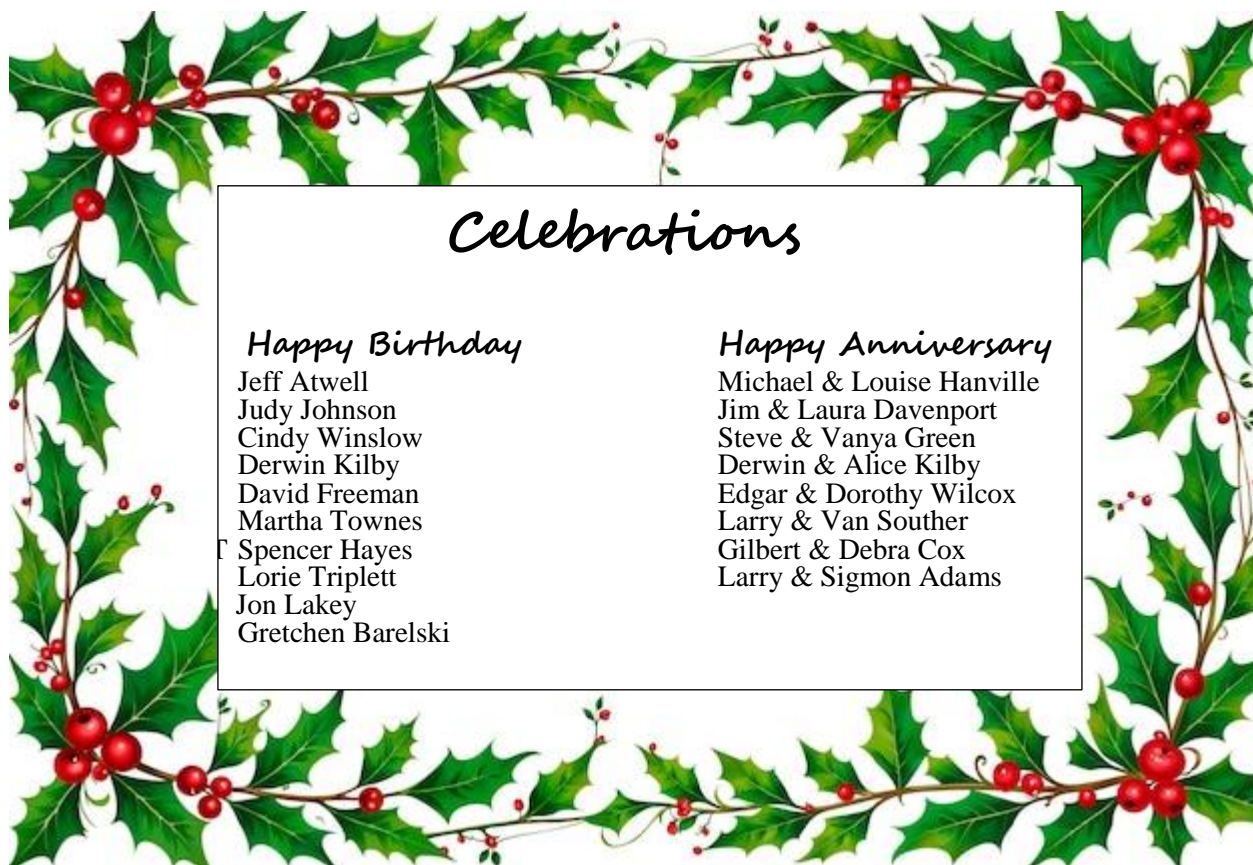 Celebrations
Happy Birthday
Jeff Atwell
Judy Johnson
Cindy Winslow
Derwin Kilby
David Freeman
Martha Townes
T Spencer Hayes
Lorie Triplett
Jon Lakey
Gretchen Barelski
Happy Anniversary
Michael & Louise Hanville
Jim & Laura Davenport
Steve & Vanya Green
Derwin & Alice Kilby
Edgar & Dorothy Wilcox
Larry & Van Souther
Gilbert & Debra Cox
Larry & Sigmon Adams